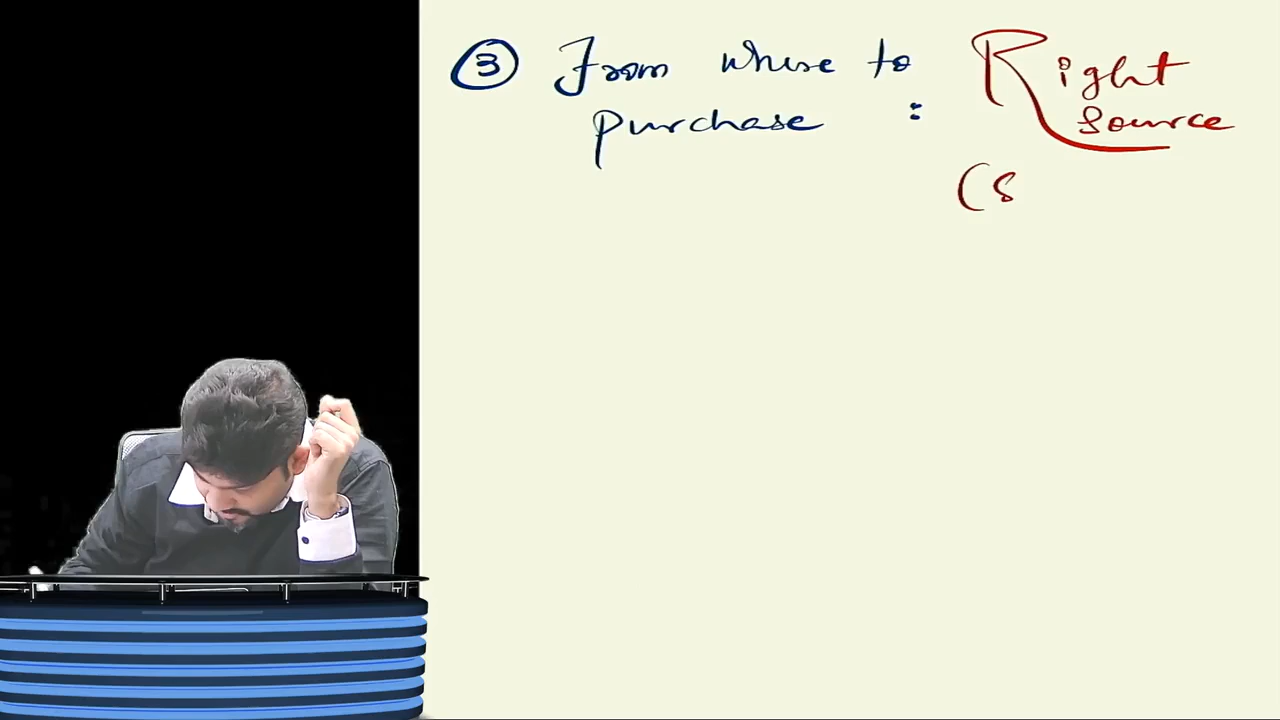 ③ From where to Right
purchase : Source
(S